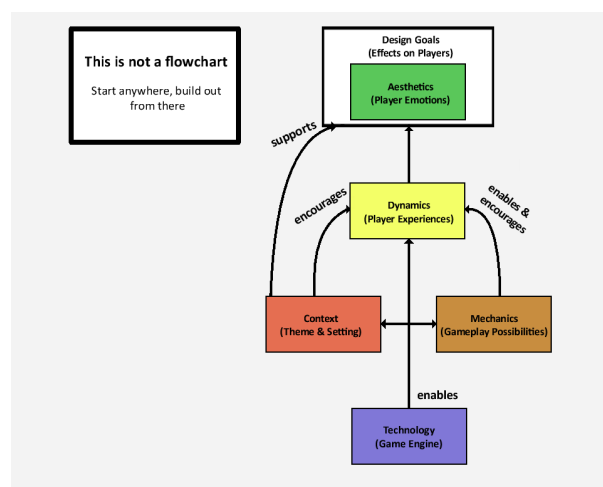 This is not a flowchart
Start anywhere, build out
from there
Design Goals
(Effects on Players)
Aesthetics
(Player Emotions)
supports
encourages
Dynamics
(Player Experiences)
enables &
encourages
Context
(Theme & Setting)
Mechanics
(Gameplay Possibilities)
enables
Technology
(Game Engine)